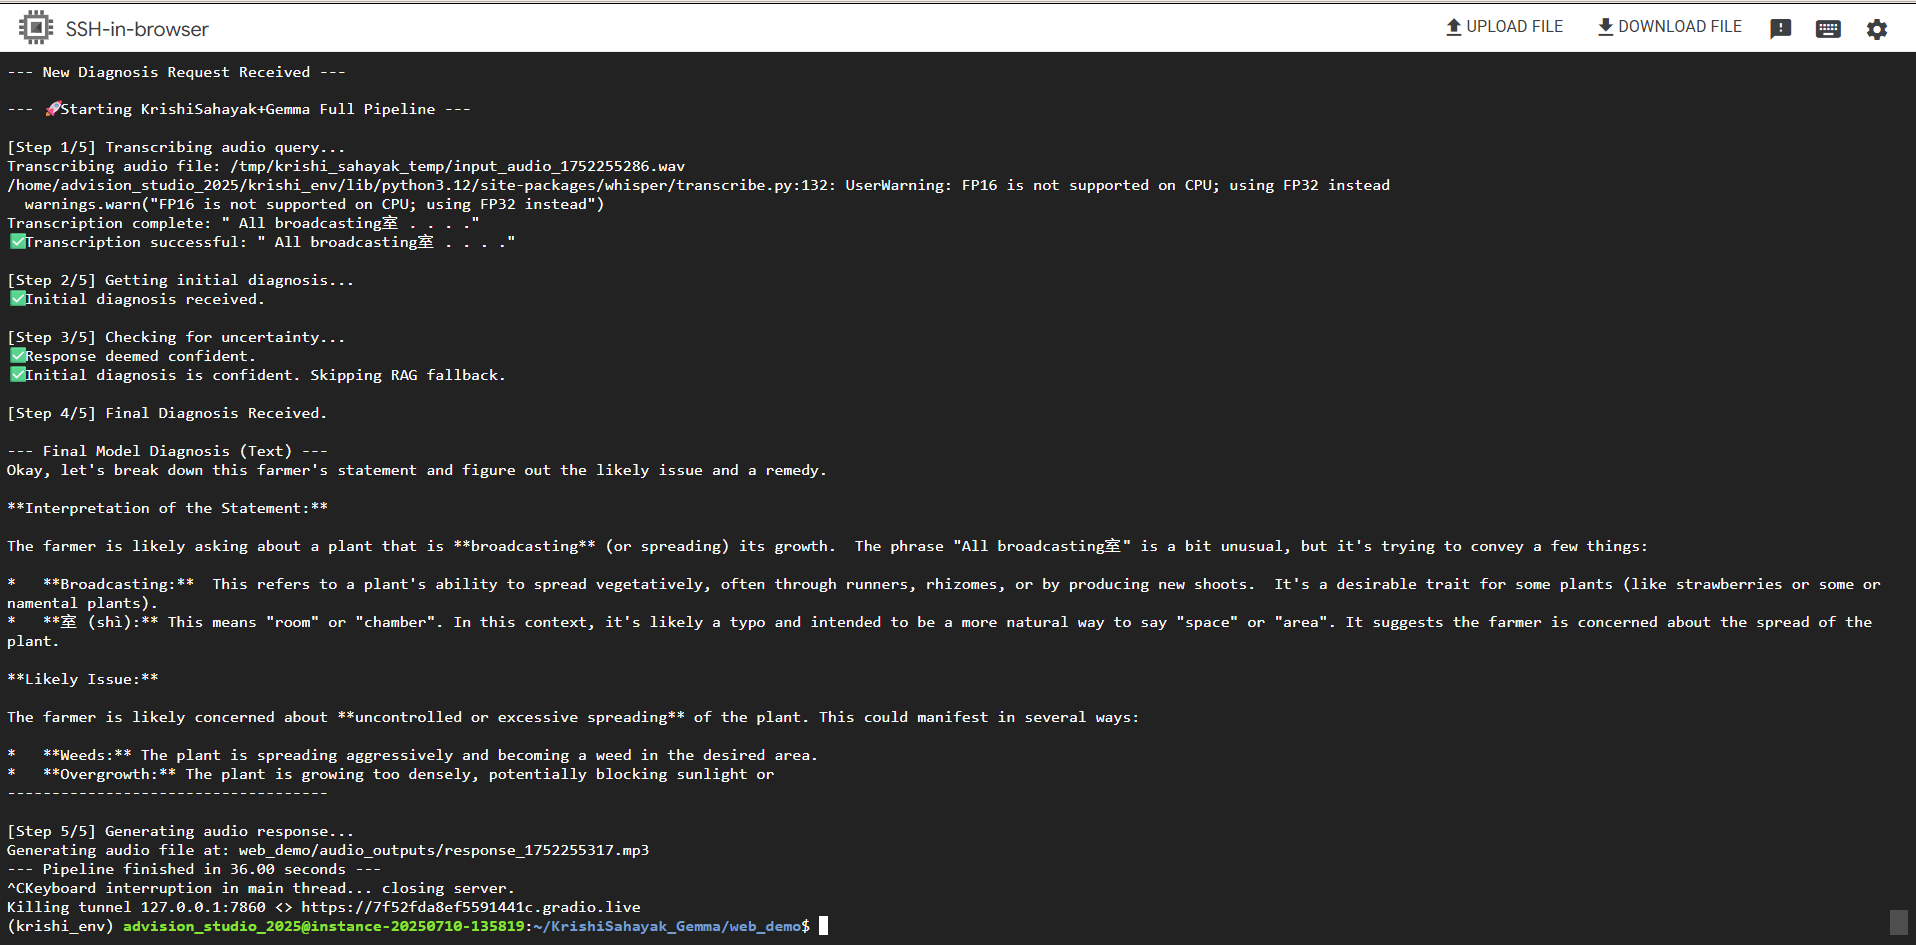 SSH-in-browser
UPLOAD FILE
DOWNLOAD FILE
--- New Diagnosis Request Received ---
--- 🚀Starting KrishiSahayak+Gemma Full Pipeline ---
[Step 1/5] Transcribing audio query...
Transcribing audio file: /tmp/krishi_sahayak_temp/input_audio_1752255286.wav
/home/advision_studio_2025/krishi_env/lib/python3.12/site-packages/whisper/transcribe.py:132: UserWarning: FP16 is not supported on CPU; using FP32 instead
  warnings.warn("FP16 is not supported on CPU; using FP32 instead")
Transcription complete: " All broadcasting室 . . . ."
✅Transcription successful: " All broadcasting室 . . . ."
[Step 2/5] Getting initial diagnosis...
✅Initial diagnosis received.
[Step 3/5] Checking for uncertainty...
✅Response deemed confident.
✅Initial diagnosis is confident. Skipping RAG fallback.
[Step 4/5] Final Diagnosis Received.
--- Final Model Diagnosis (Text) ---
Okay, let's break down this farmer's statement and figure out the likely issue and a remedy.
**Interpretation of the Statement:**
The farmer is likely asking about a plant that is **broadcasting** (or spreading) its growth.  The phrase "All broadcasting室" is a bit unusual, but it's trying to convey a few things:
*   **Broadcasting:**  This refers to a plant's ability to spread vegetatively, often through runners, rhizomes, or by producing new shoots.  It's a desirable trait for some plants (like strawberries or some or
namental plants).
*   **室 (shì):** This means "room" or "chamber". In this context, it's likely a typo and intended to be a more natural way to say "space" or "area". It suggests the farmer is concerned about the spread of the
plant.
**Likely Issue:**
The farmer is likely concerned about **uncontrolled or excessive spreading** of the plant. This could manifest in several ways:
*   **Weeds:** The plant is spreading aggressively and becoming a weed in the desired area.
*   **Overgrowth:** The plant is growing too densely, potentially blocking sunlight or
------------------------------------
[Step 5/5] Generating audio response...
Generating audio file at: web_demo/audio_outputs/response_1752255317.mp3
--- Pipeline finished in 36.00 seconds ---
^CKeyboard interruption in main thread... closing server.
Killing tunnel 127.0.0.1:7860 <> https://7f52fda8ef5591441c.gradio.live
(krishi_env) advision_studio_2025@instance-20250710-135819:~/KrishiSahayak_Gemma/web_demo$